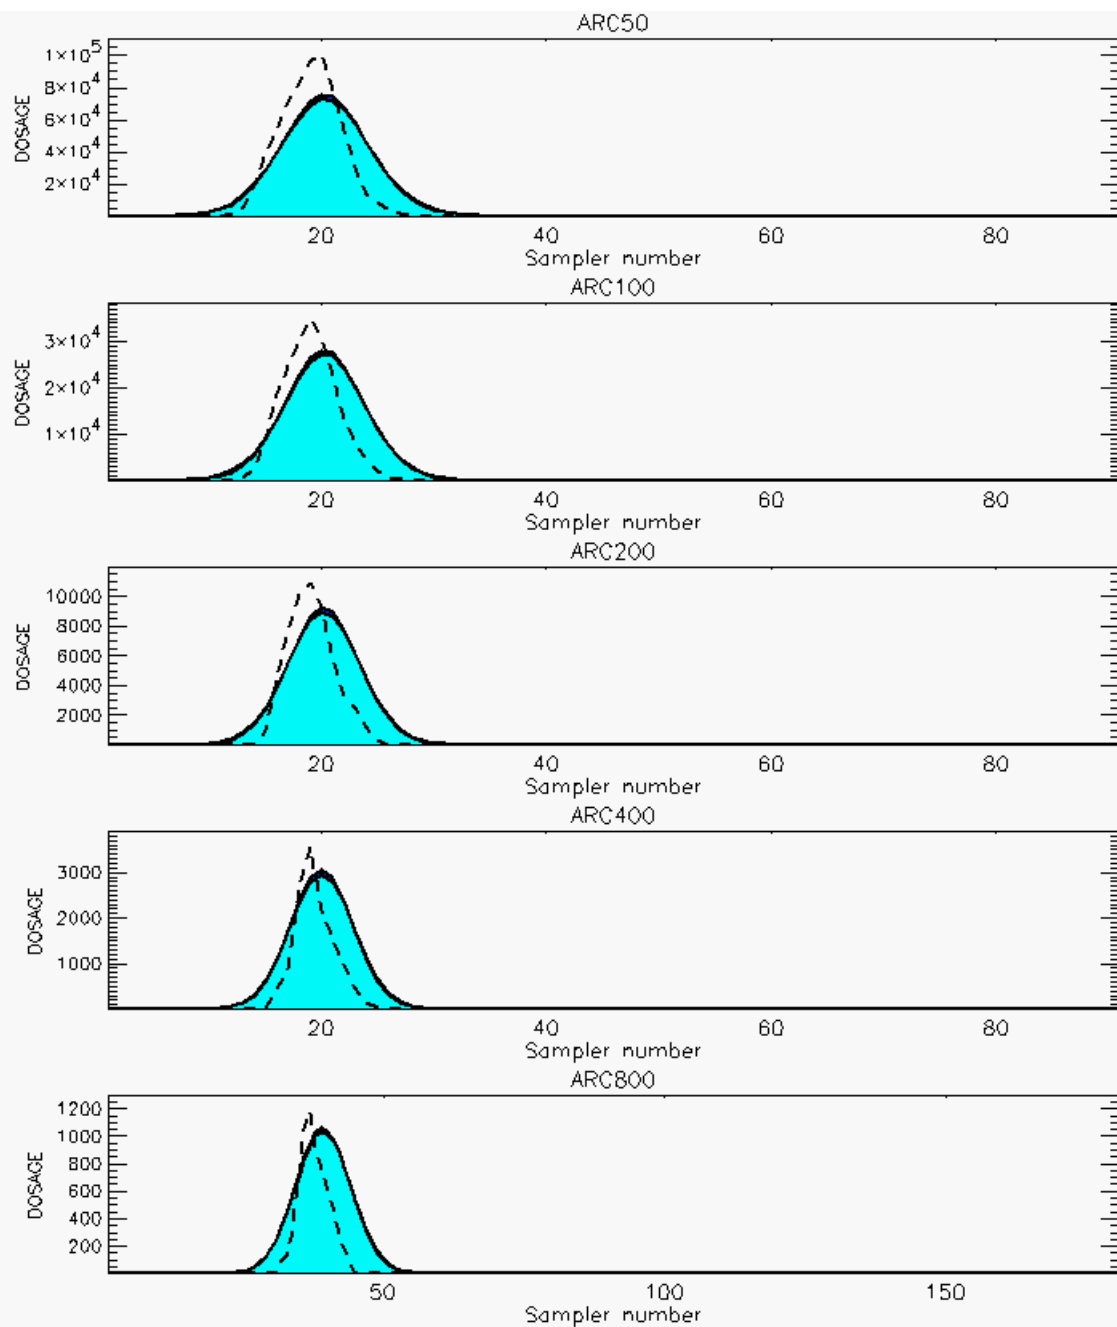 ARC50
1×10^5
8×10^4
6×10^4
4×10^4
2×10^4
DOSAGE
20 40 60 80
Sampler number
ARC100
3×10^4
2×10^4
1×10^4
DOSAGE
20 40 60 80
Sampler number
ARC200
10000
8000
6000
4000
2000
DOSAGE
20 40 60 80
Sampler number
ARC400
3000
2000
1000
DOSAGE
20 40 60 80
Sampler number
ARC800
1200
1000
800
600
400
200
DOSAGE
50 100 150
Sampler number